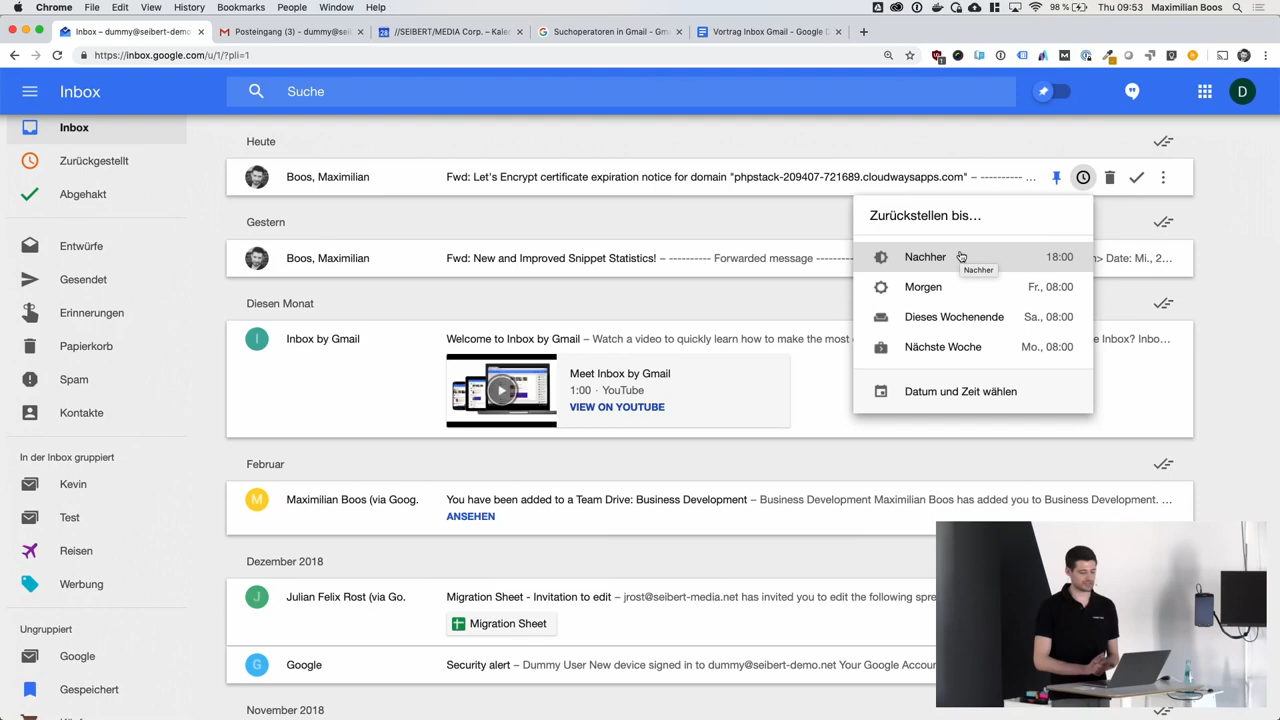 Chrome File Edit View History Bookmarks People Window Help 98 % Thu 09:53 Maximilian Boos
Inbox – dummy@seibert-demo Posteingang (3) – dummy@sei //SEIBERT/MEDIA Corp. – Kale Suchoperatoren in Gmail – Gm Vortrag Inbox Gmail – Google D
https://inbox.google.com/u/1/?pli=1
Inbox Suche D
Inbox
Zurückgestellt
Abgehakt
Entwürfe
Gesendet
Erinnerungen
Papierkorb
Spam
Kontakte
In der Inbox gruppiert
Kevin
Test
Reisen
Werbung
Ungruppiert
Google
Gespeichert
Heute
Boos, Maximilian Fwd: Let's Encrypt certificate expiration notice for domain "phpstack-209407-721689.cloudwaysapps.com" – ---------- …
Gestern
Boos, Maximilian Fwd: New and Improved Snippet Statistics! – ---------- Forwarded message --------- n> Date: Mi., 2…
Diesen Monat
I Inbox by Gmail Welcome to Inbox by Gmail – Watch a video to quickly learn how to make the most e Inbox? Inbo…
Meet Inbox by Gmail
1:00 · YouTube
VIEW ON YOUTUBE
Februar
M Maximilian Boos (via Goog. You have been added to a Team Drive: Business Development – Business Development Maximilian Boos has added you to Business Development. …
ANSEHEN
Dezember 2018
J Julian Felix Rost (via Go. Migration Sheet - Invitation to edit – jrost@seibert-media.net has invited you to edit the following spre
Migration Sheet
G Google Security alert – Dummy User New device signed in to dummy@seibert-demo.net Your Google Accou
November 2018
Zurückstellen bis…
Nachher 18:00
Nachher
Morgen Fr., 08:00
Dieses Wochenende Sa., 08:00
Nächste Woche Mo., 08:00
Datum und Zeit wählen